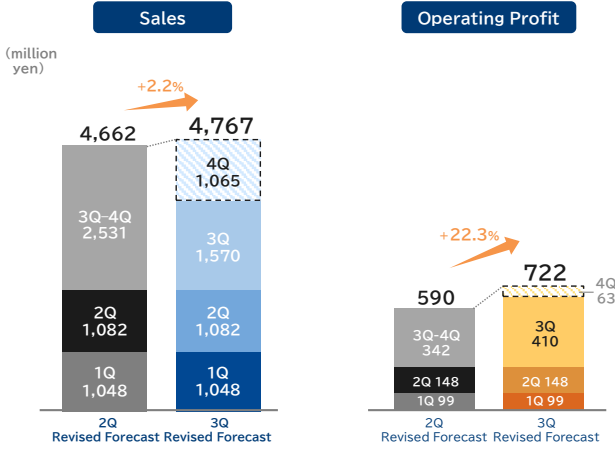 Sales
Operating Profit
(million
yen)
+2.2%
4,662
4,767
4Q
1,065
3Q-4Q
2,531
3Q
1,570
2Q
1,082
2Q
1,082
1Q
1,048
1Q
1,048
2Q
Revised Forecast
3Q
Revised Forecast
+22.3%
590
722
4Q
63
3Q-4Q
342
3Q
410
2Q 148
2Q 148
1Q 99
1Q 99
2Q
Revised Forecast
3Q
Revised Forecast